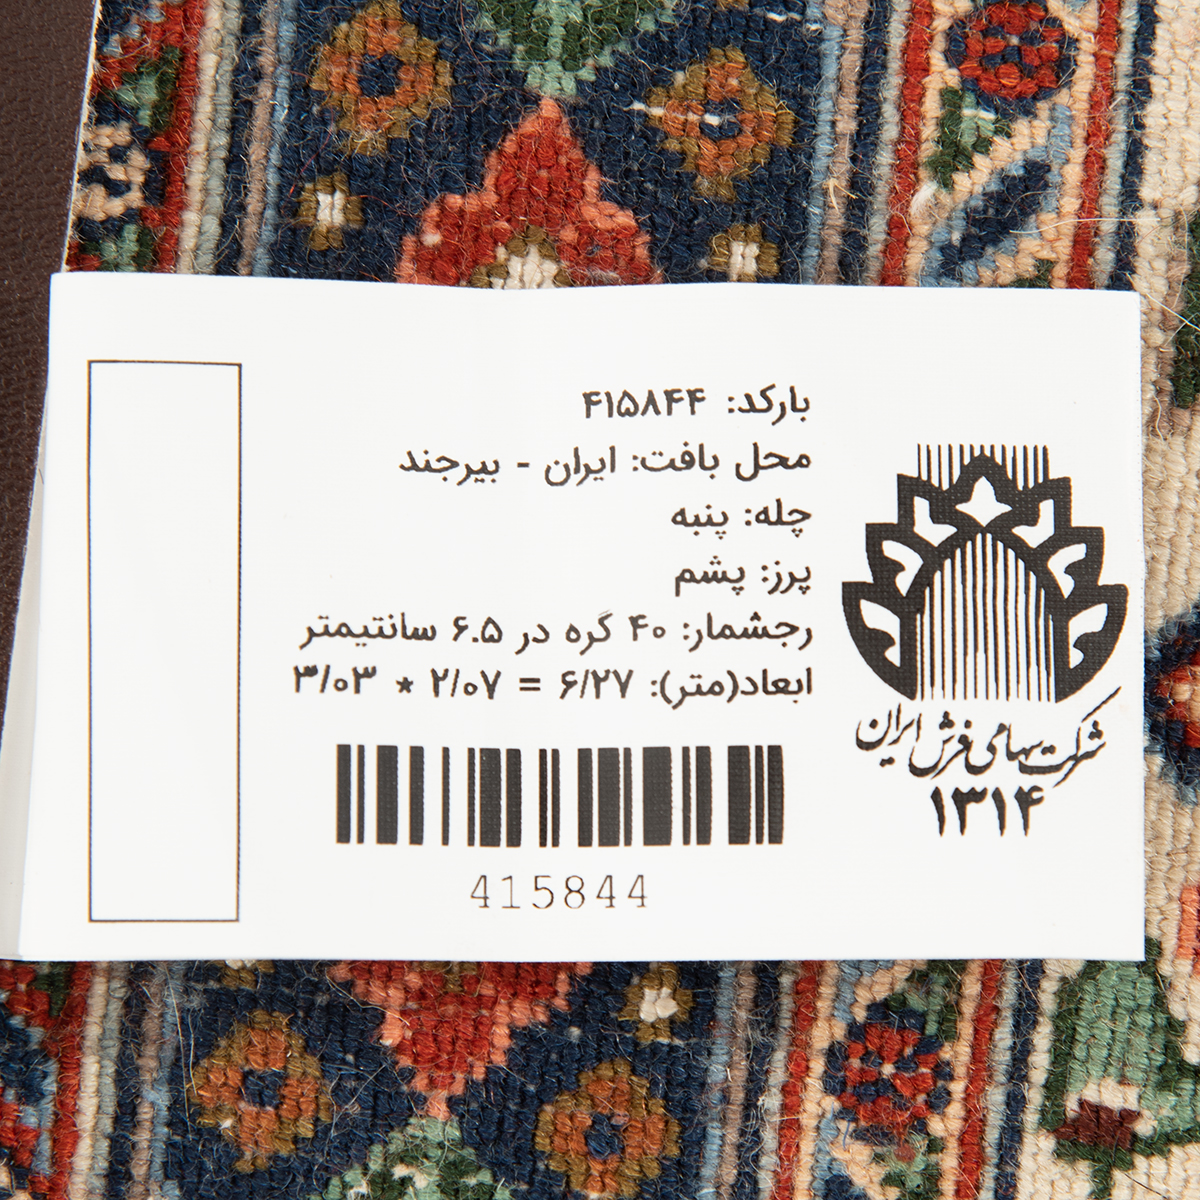 بارکد: ۴۱۵۸۴۴
محل بافت: ایران - بیرجند
چله: پنبه
پرز: پشم
رجشمار: ۴۰ گره در ۶.۵ سانتیمتر
ابعاد(متر): ۶/۲۷ = ۲/۰۷ * ۳/۰۳
415844
شرکت سهامی فرش ایران
۱۳۱۴